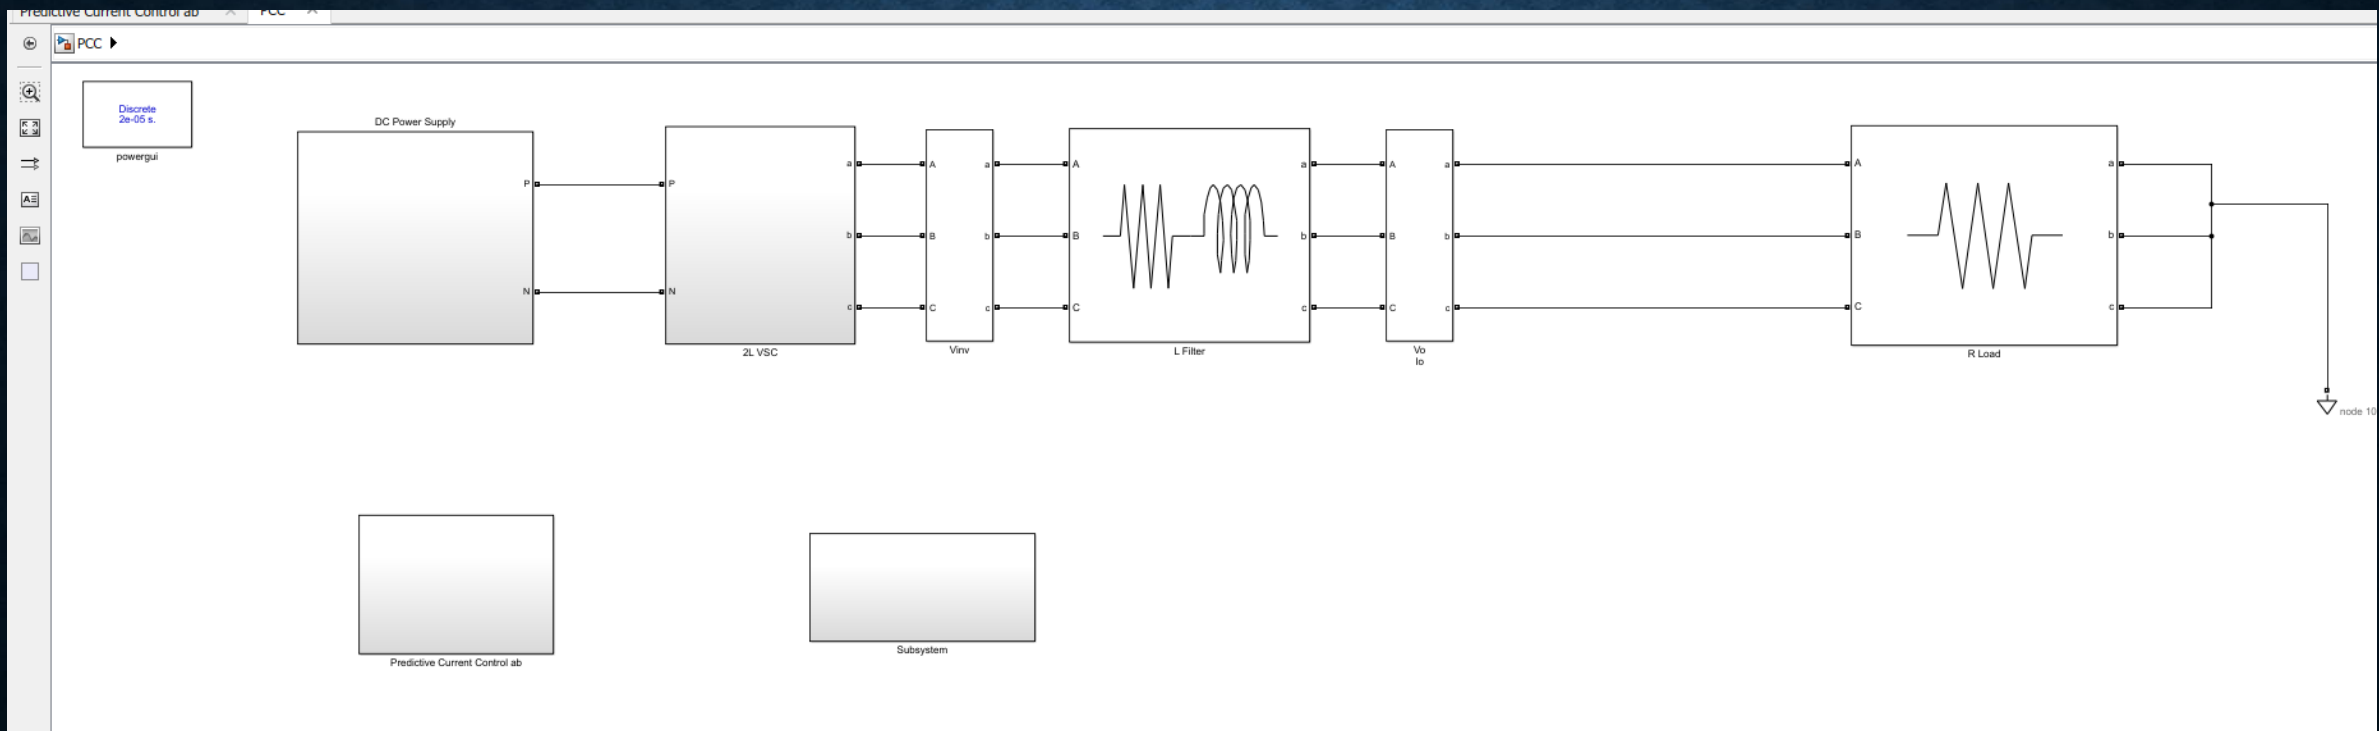 Predictive Current Control ab
PCC
PCC
Discrete
2e-05 s.
powergui
DC Power Supply
P
N
P
N
a
b
c
2L VSC
A
B
C
a
b
c
Vinv
A
B
C
a
b
c
L Filter
A
B
C
a
b
c
Vo
Io
A
B
C
a
b
c
R Load
node 10
Predictive Current Control ab
Subsystem